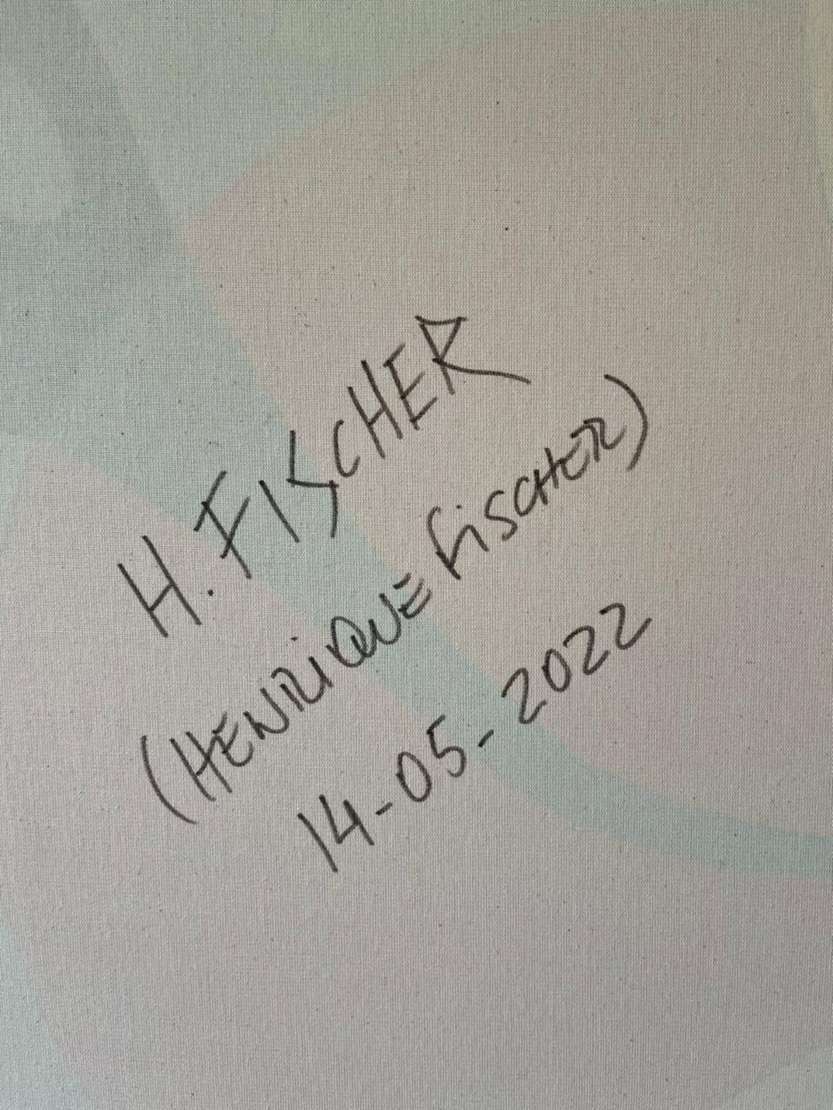 H. FISCHER
(HENRIQUE FiSCHER)
14-05-2022